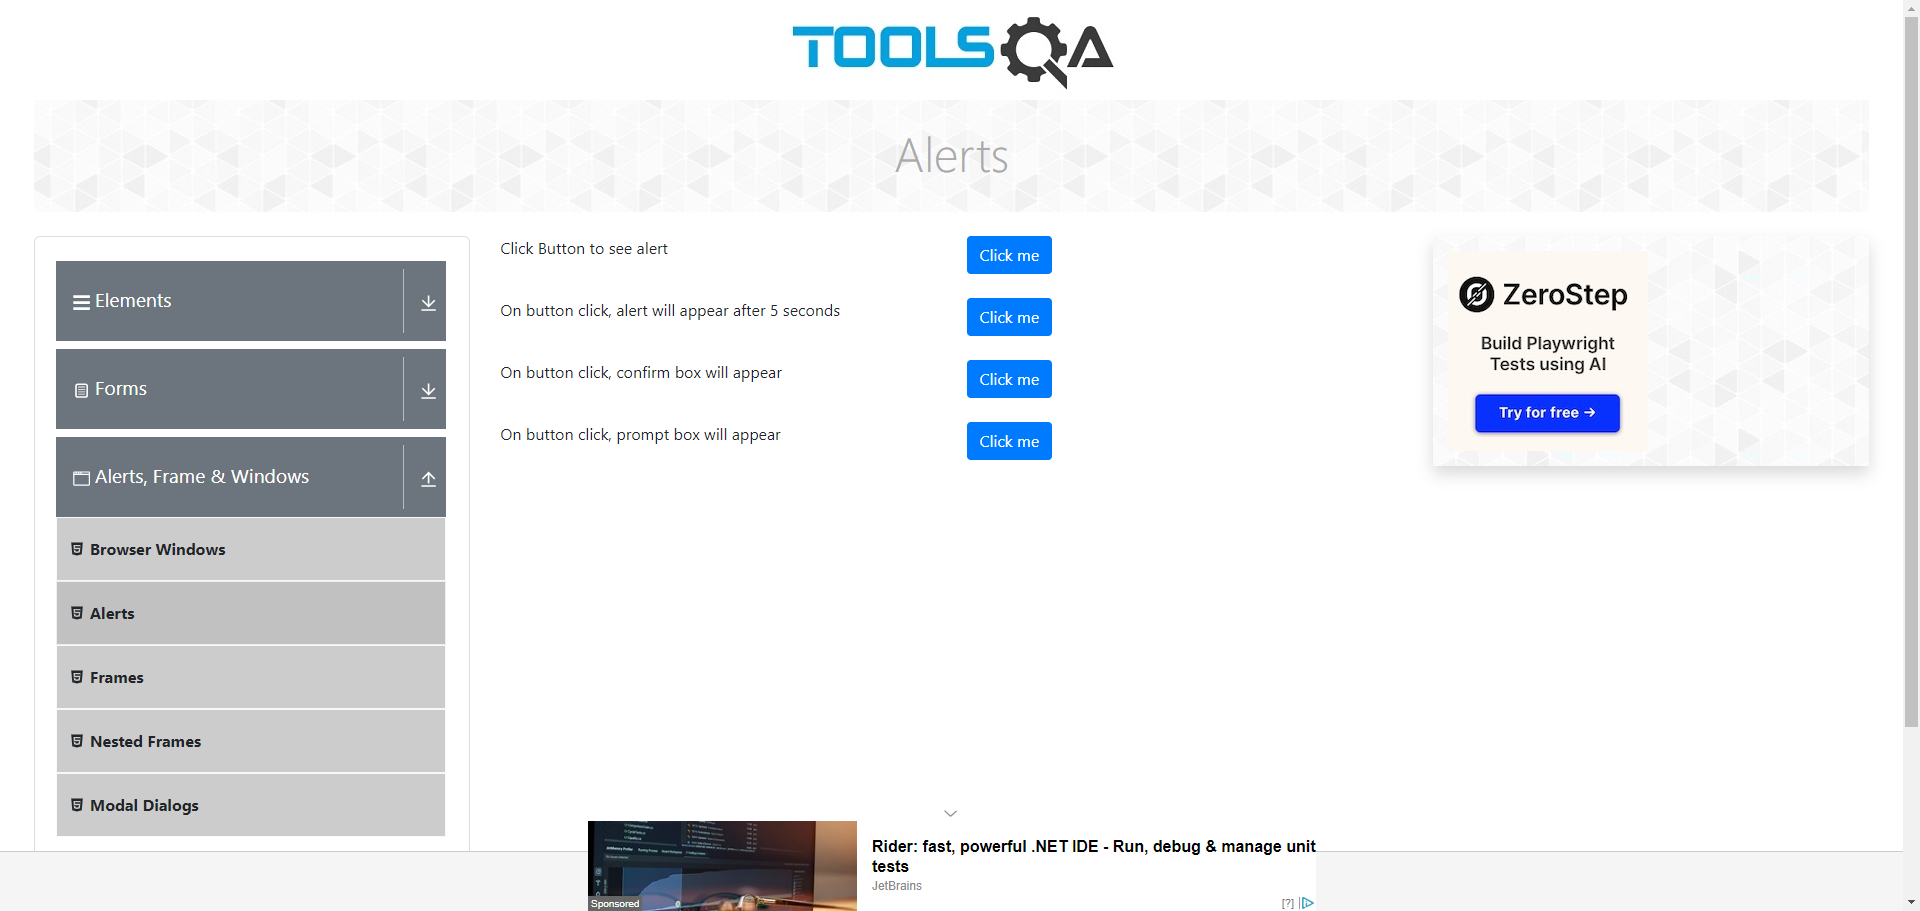 TOOLSQA
Alerts
Elements
Forms
Alerts, Frame & Windows
Browser Windows
Alerts
Frames
Nested Frames
Modal Dialogs
Click Button to see alert
Click me
On button click, alert will appear after 5 seconds
Click me
On button click, confirm box will appear
Click me
On button click, prompt box will appear
Click me
ZeroStep
Build Playwright
Tests using AI
Try for free →
Sponsored
Rider: fast, powerful .NET IDE - Run, debug & manage unit
tests
JetBrains
[?]